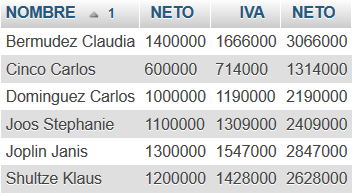 NOMBRE 1 NETO IVA NETO
Bermudez Claudia 1400000 1666000 3066000
Cinco Carlos 600000 714000 1314000
Dominguez Carlos 1000000 1190000 2190000
Joos Stephanie 1100000 1309000 2409000
Joplin Janis 1300000 1547000 2847000
Shultze Klaus 1200000 1428000 2628000